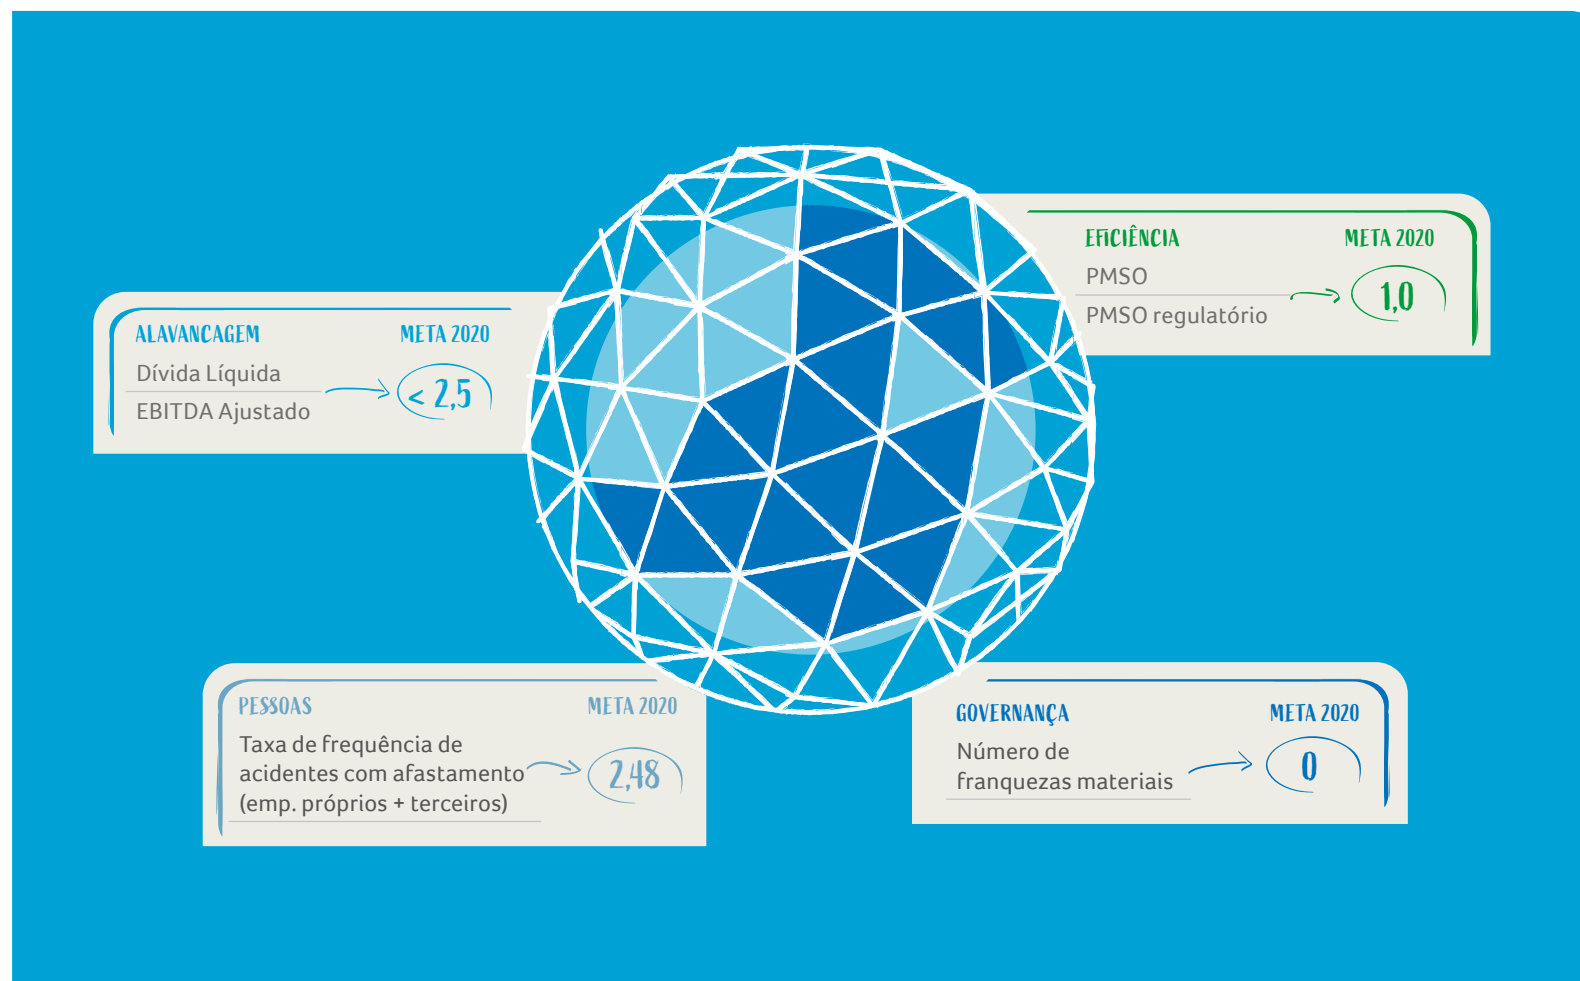 EFICIÊNCIA META 2020
PMSO
1,0
PMSO regulatório
ALAVANCAGEM META 2020
Dívida Líquida
< 2,5
EBITDA Ajustado
PESSOAS META 2020
Taxa de frequência de
acidentes com afastamento
(emp. próprios + terceiros)
2,48
GOVERNANÇA META 2020
Número de
franquezas materiais
0